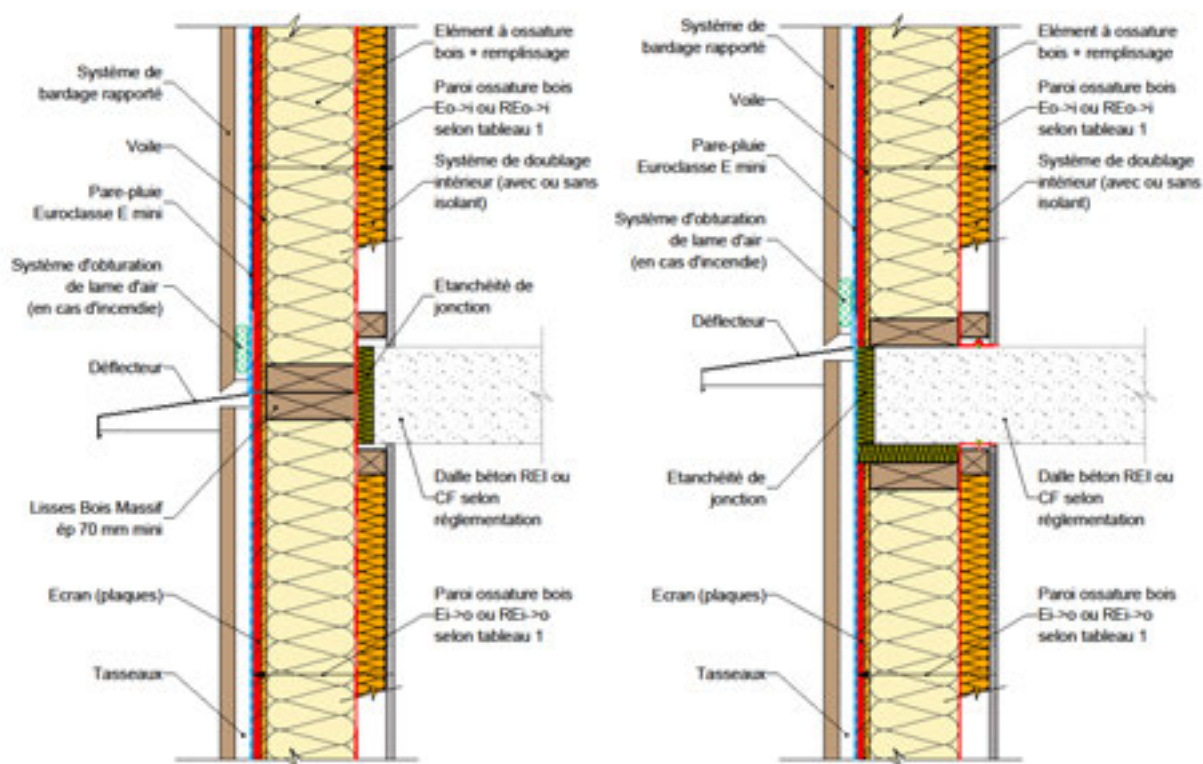 Système de
bardage rapporté
Voile
Pare-pluie
Euroclasse E mini
Système d'obturation
de lame d'air
(en cas d'incendie)
Déflecteur
Lisses Bois Massif
ép 70 mm mini
Ecran (plaques)
Tasseaux
Elément à ossature
bois + remplissage
Paroi ossature bois
Eo->i ou REo->i
selon tableau 1
Système de doublage
intérieur (avec ou sans
isolant)
Etanchéité de
jonction
Dalle béton REI ou
CF selon
réglementation
Paroi ossature bois
Ei->o ou REi->o
selon tableau 1
Système de
bardage rapporté
Voile
Pare-pluie
Euroclasse E mini
Système d'obturation
de lame d'air
(en cas d'incendie)
Déflecteur
Etanchéité de
jonction
Ecran (plaques)
Tasseaux
Elément à ossature
bois + remplissage
Paroi ossature bois
Eo->i ou REo->i
selon tableau 1
Système de doublage
intérieur (avec ou sans
isolant)
Dalle béton REI ou
CF selon
réglementation
Paroi ossature bois
Ei->o ou REi->o
selon tableau 1